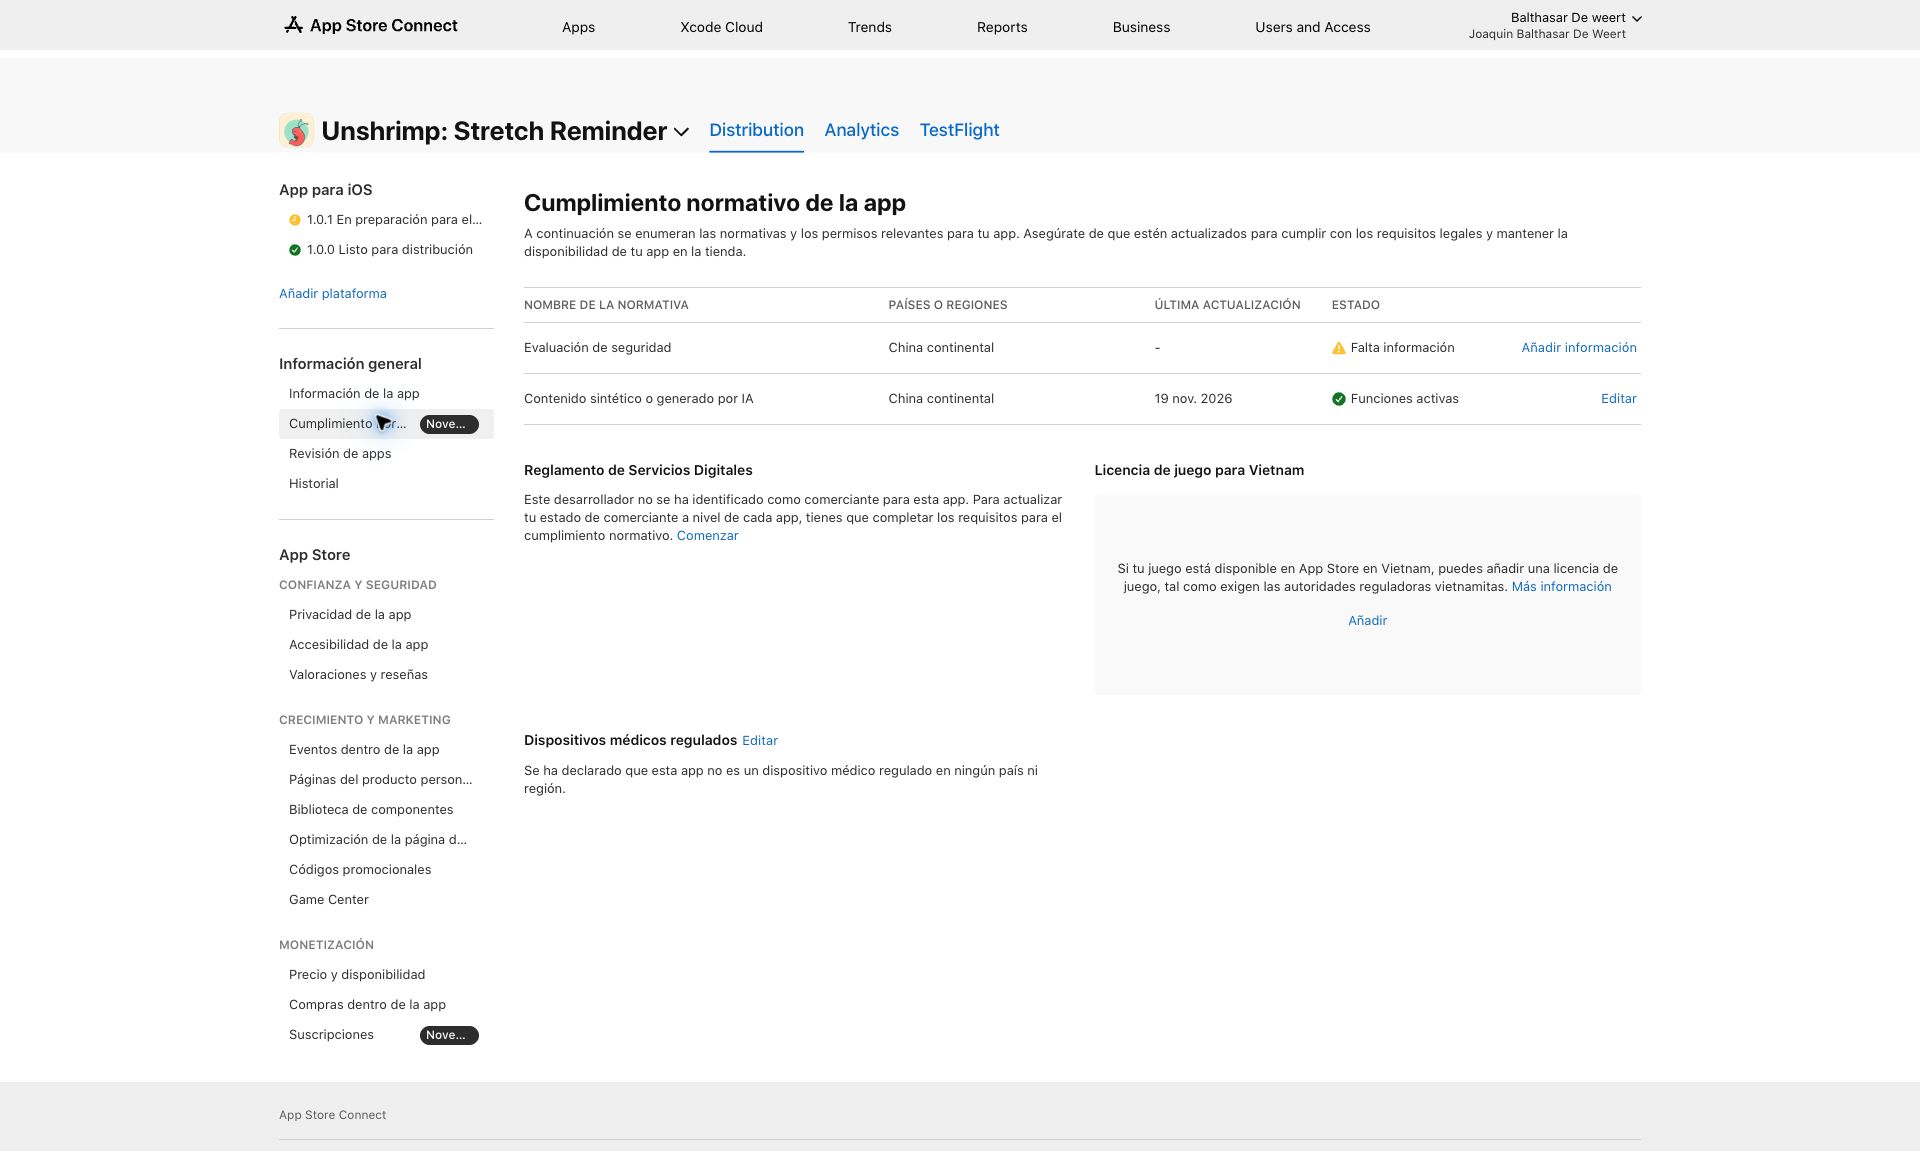 App Store Connect
Apps
Xcode Cloud
Trends
Reports
Business
Users and Access
Balthasar De weert
Joaquin Balthasar De Weert
Unshrimp: Stretch Reminder
Distribution
Analytics
TestFlight
App para iOS
1.0.1 En preparación para el...
1.0.0 Listo para distribución
Añadir plataforma
Información general
Información de la app
Cumplimiento
Nove...
Revisión de apps
Historial
App Store
CONFIANZA Y SEGURIDAD
Privacidad de la app
Accesibilidad de la app
Valoraciones y reseñas
CRECIMIENTO Y MARKETING
Eventos dentro de la app
Páginas del producto person...
Biblioteca de componentes
Optimización de la página d...
Códigos promocionales
Game Center
MONETIZACIÓN
Precio y disponibilidad
Compras dentro de la app
Suscripciones
Nove...
Cumplimiento normativo de la app
A continuación se enumeran las normativas y los permisos relevantes para tu app. Asegúrate de que estén actualizados para cumplir con los requisitos legales y mantener la
disponibilidad de tu app en la tienda.
NOMBRE DE LA NORMATIVA PAÍSES O REGIONES ÚLTIMA ACTUALIZACIÓN ESTADO
Evaluación de seguridad China continental - Falta información Añadir información
Contenido sintético o generado por IA China continental 19 nov. 2026 Funciones activas Editar
Reglamento de Servicios Digitales
Este desarrollador no se ha identificado como comerciante para esta app. Para actualizar
tu estado de comerciante a nivel de cada app, tienes que completar los requisitos para el
cumplimiento normativo. Comenzar
Licencia de juego para Vietnam
Si tu juego está disponible en App Store en Vietnam, puedes añadir una licencia de
juego, tal como exigen las autoridades reguladoras vietnamitas. Más información
Añadir
Dispositivos médicos regulados Editar
Se ha declarado que esta app no es un dispositivo médico regulado en ningún país ni
región.
App Store Connect